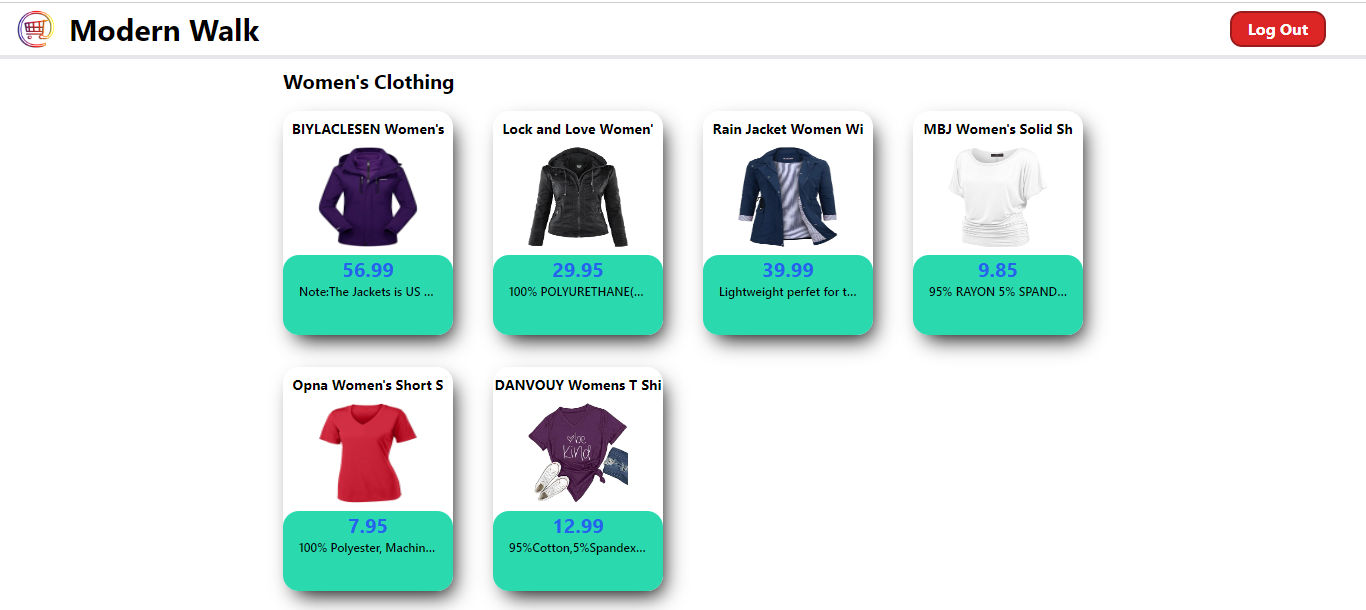 Modern Walk
Log Out
Women's Clothing
BIYLACLESEN Women's
Lock and Love Women'
Rain Jacket Women Wi
MBJ Women's Solid Sh
56.99
29.95
39.99
9.85
Note:The Jackets is US ...
100% POLYURETHANE(...
Lightweight perfet for t...
95% RAYON 5% SPAND...
Opna Women's Short S
DANVOUY Womens T Shi
be
kind
7.95
12.99
100% Polyester, Machin...
95%Cotton,5%Spandex...